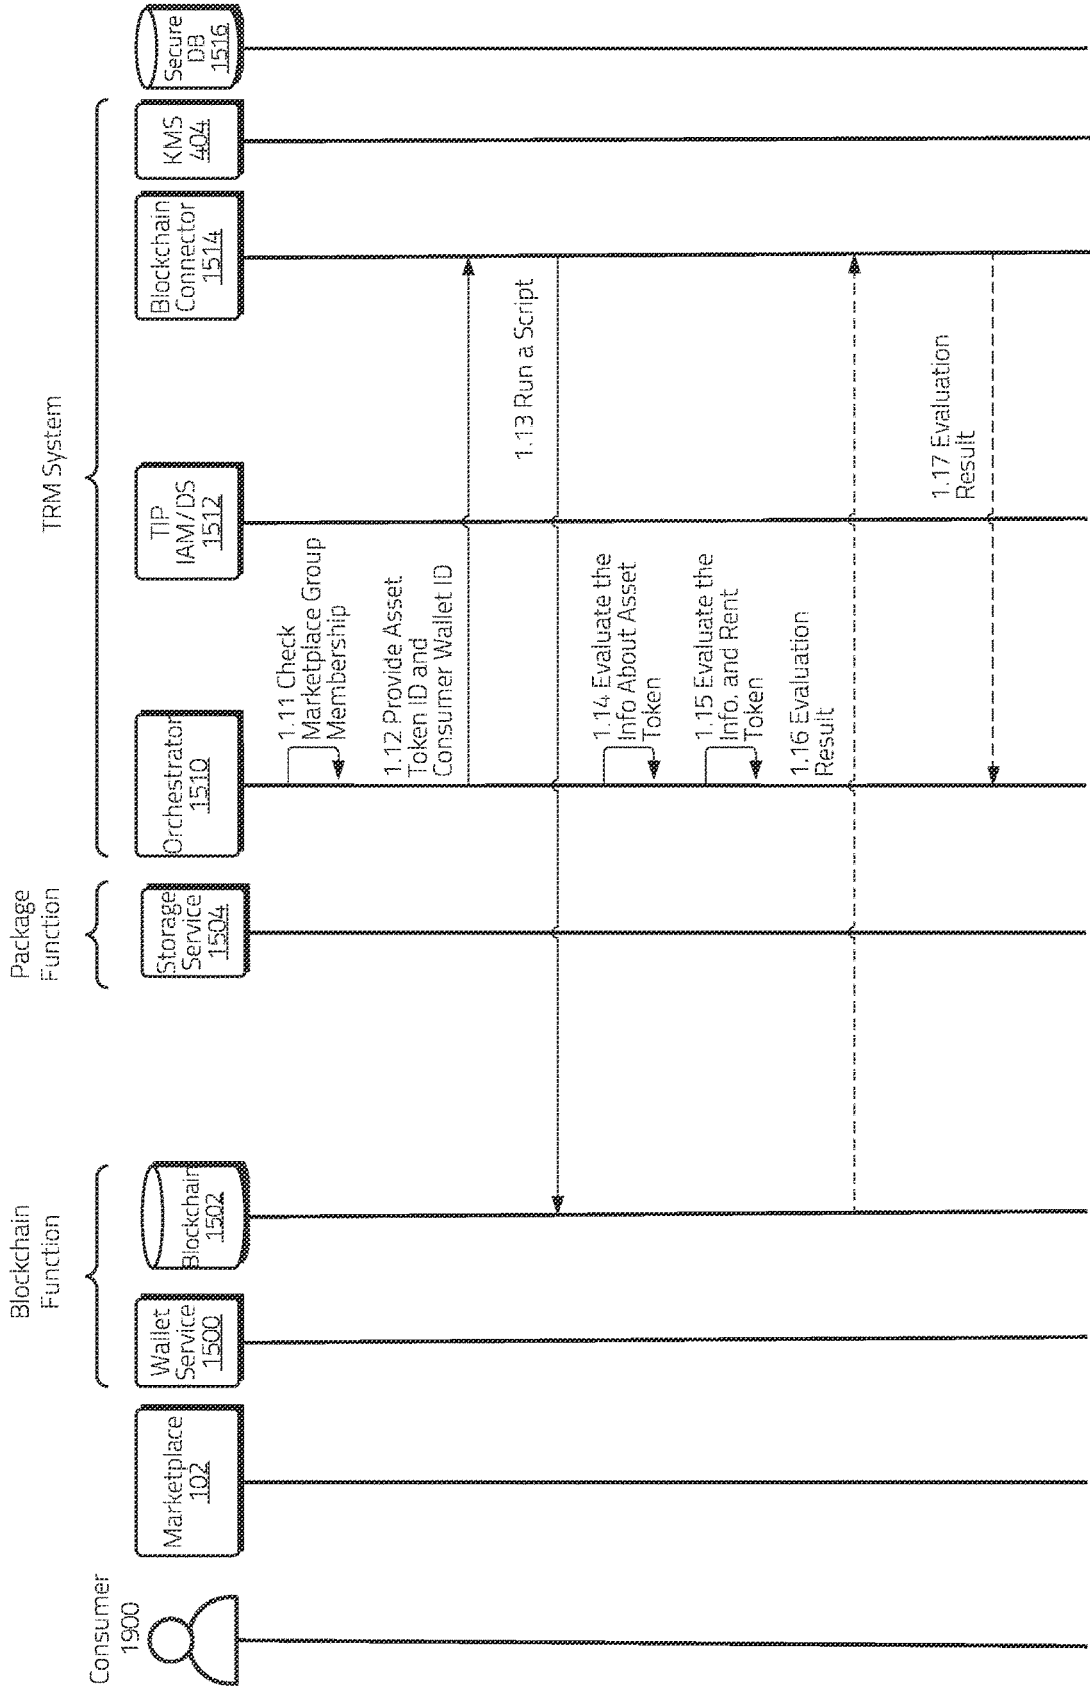 Consumer
1900
Marketplace
102
Blockchain
Function
Wallet
Service
1500
Blockchain
1502
Package
Function
Storage
Service
1504
TRM System
Orchestrator
1510
TIP
IAM/DS
1512
Blockchain
Connector
1514
KMS
404
Secure
DB
1516
1.11 Check
Marketplace Group
Membership
1.12 Provide Asset
Token ID and
Consumer Wallet ID
1.13 Run a Script
1.14 Evaluate the
Info About Asset
Token
1.15 Evaluate the
Info. and Rent
Token
1.16 Evaluation
Result
1.17 Evaluation
Result